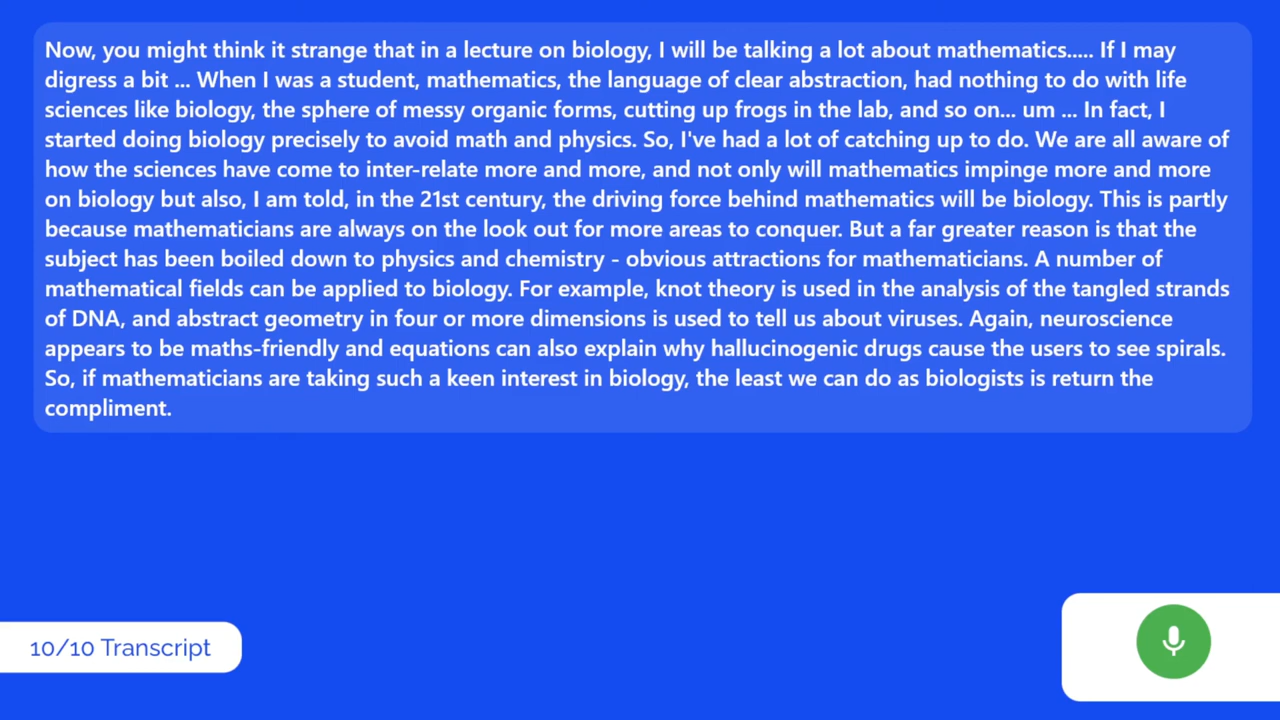 Now, you might think it strange that in a lecture on biology, I will be talking a lot about mathematics..... If I may
digress a bit ... When I was a student, mathematics, the language of clear abstraction, had nothing to do with life
sciences like biology, the sphere of messy organic forms, cutting up frogs in the lab, and so on... um ... In fact, I
started doing biology precisely to avoid math and physics. So, I've had a lot of catching up to do. We are all aware of
how the sciences have come to inter-relate more and more, and not only will mathematics impinge more and more
on biology but also, I am told, in the 21st century, the driving force behind mathematics will be biology. This is partly
because mathematicians are always on the look out for more areas to conquer. But a far greater reason is that the
subject has been boiled down to physics and chemistry - obvious attractions for mathematicians. A number of
mathematical fields can be applied to biology. For example, knot theory is used in the analysis of the tangled strands
of DNA, and abstract geometry in four or more dimensions is used to tell us about viruses. Again, neuroscience
appears to be maths-friendly and equations can also explain why hallucinogenic drugs cause the users to see spirals.
So, if mathematicians are taking such a keen interest in biology, the least we can do as biologists is return the
compliment.
10/10 Transcript